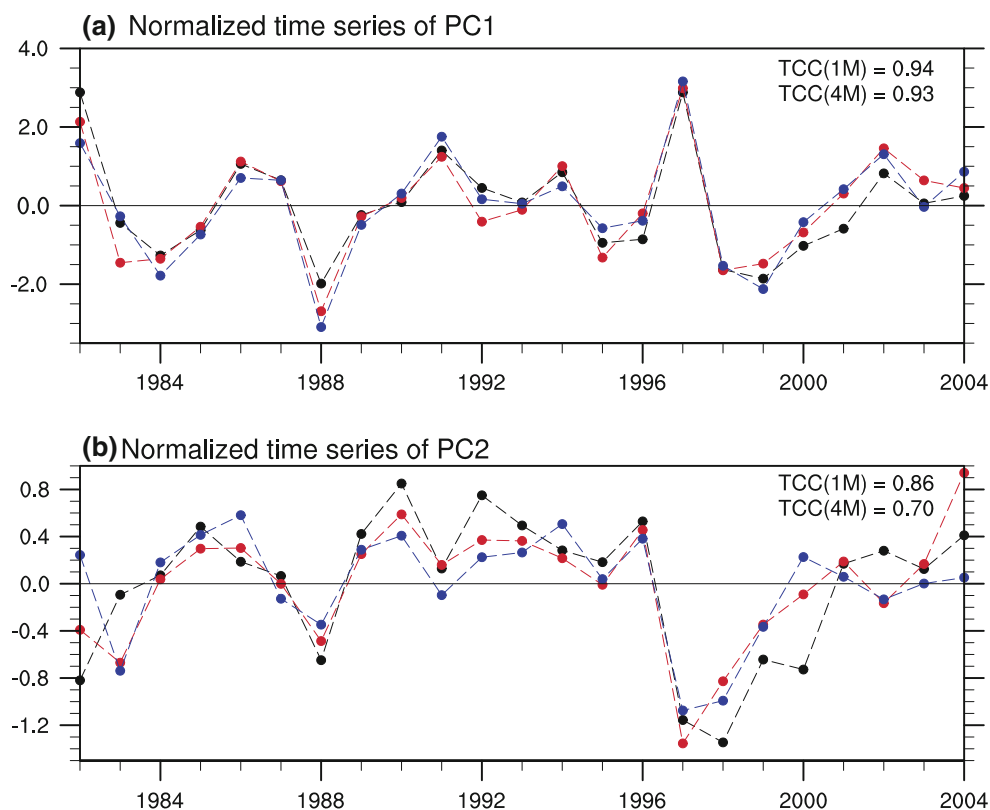 (a) Normalized time series of PC1
4.0
TCC(1M) = 0.94
TCC(4M) = 0.93
2.0
0.0
-2.0
1984 1988 1992 1996 2000 2004
(b) Normalized time series of PC2
TCC(1M) = 0.86
TCC(4M) = 0.70
0.8
0.4
0.0
-0.4
-0.8
-1.2
1984 1988 1992 1996 2000 2004